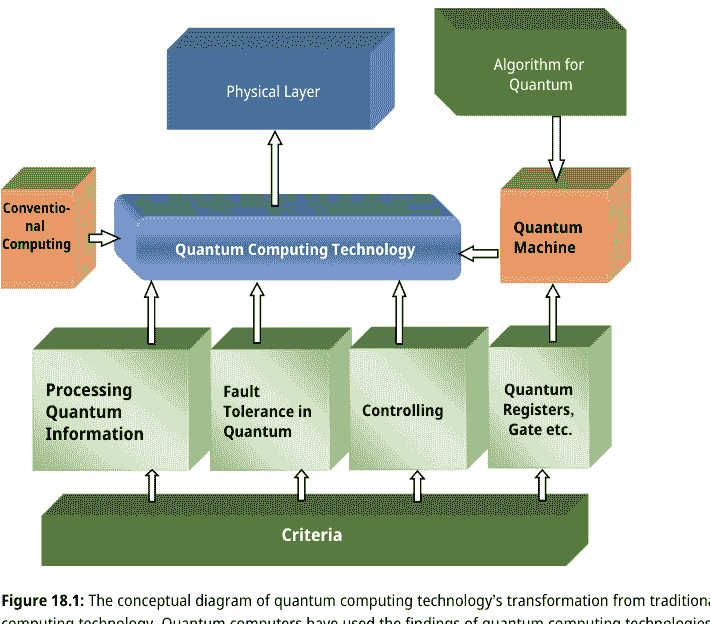 Physical Layer
Algorithm for
Quantum
Conventio-
nal
Computing
Quantum Computing Technology
Quantum
Machine
Processing
Quantum
Information
Fault
Tolerance in
Quantum
Controlling
Quantum
Registers,
Gate etc.
Criteria
Figure 18.1: The conceptual diagram of quantum computing technology's transformation from
computing technology. Quantum computers have used the findings of quantum computing technologies